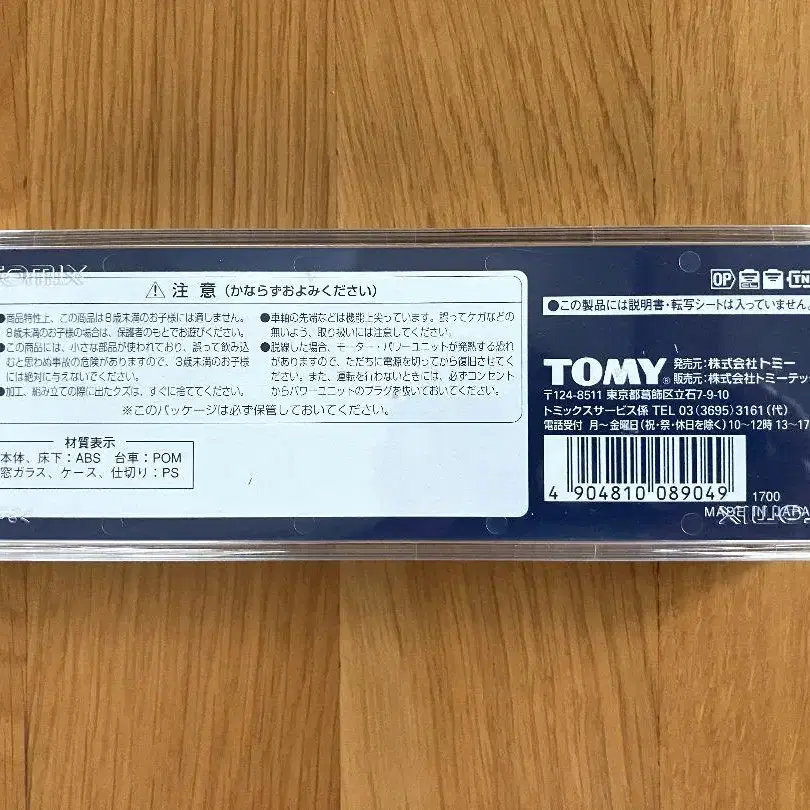 TOMIX
⚠ 注 意 (かならずおよみください)
●商品特性上、この商品は8歳未満のお子様には適しません。
8歳未満のお子様の場合は、保護者のもとでお遊びください。
●この商品には、小さな部品が使われており、誤って飲み込
むと思わぬ事故の危険がありますので、3歳未満のお子様
には絶対に与えないでください。
●加工、組み立ての際に出たクズは、すぐに捨ててください。
●車軸の先端などは機能上尖っています。誤ってケガなどの
無いよう、取り扱いには注意してください。
●脱線した場合、モーター・パワーユニットが発熱する恐れ
がありますので、ただちに電源を切ってから復旧させてく
ださい。また、運転を行わないときには、必ずコンセント
からパワーユニットのプラグを抜いておいてください。
※このパッケージは必ず保管しておいてください。
材質表示
本体、床下：ABS 台車：POM
窓ガラス、ケース、仕切り：PS
OP TN
●この製品には説明書・転写シートは入っていません。
TOMY® 発売元：株式会社トミー
販売元：株式会社トミーテッ
〒124-8511 東京都葛飾区立石7-9-10
トミックスサービス係 TEL 03(3695)3161(代)
電話受付 月～金曜日(祝・祭・休日を除く)10～12時 13～17
4 904810 089049
1700
MADE IN JAPA
TOMIX